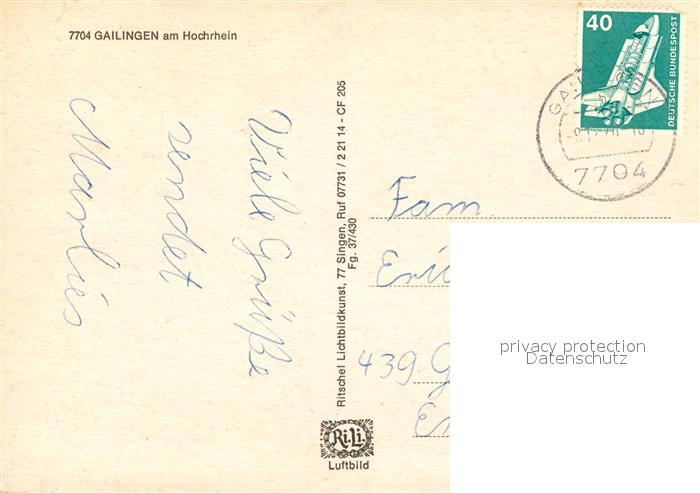 7704 GAILINGEN am Hochrhein
Viele Grüße
sendet
Marlies
Ritschel Lichtbildkunst, 77 Singen, Ruf 07731 / 2 21 14 - CF 205
Fg. 37/430
Ri.Li.
Luftbild
40
DEUTSCHE BUNDESPOST
7704
Fam.
439 G
privacy protection
Datenschutz